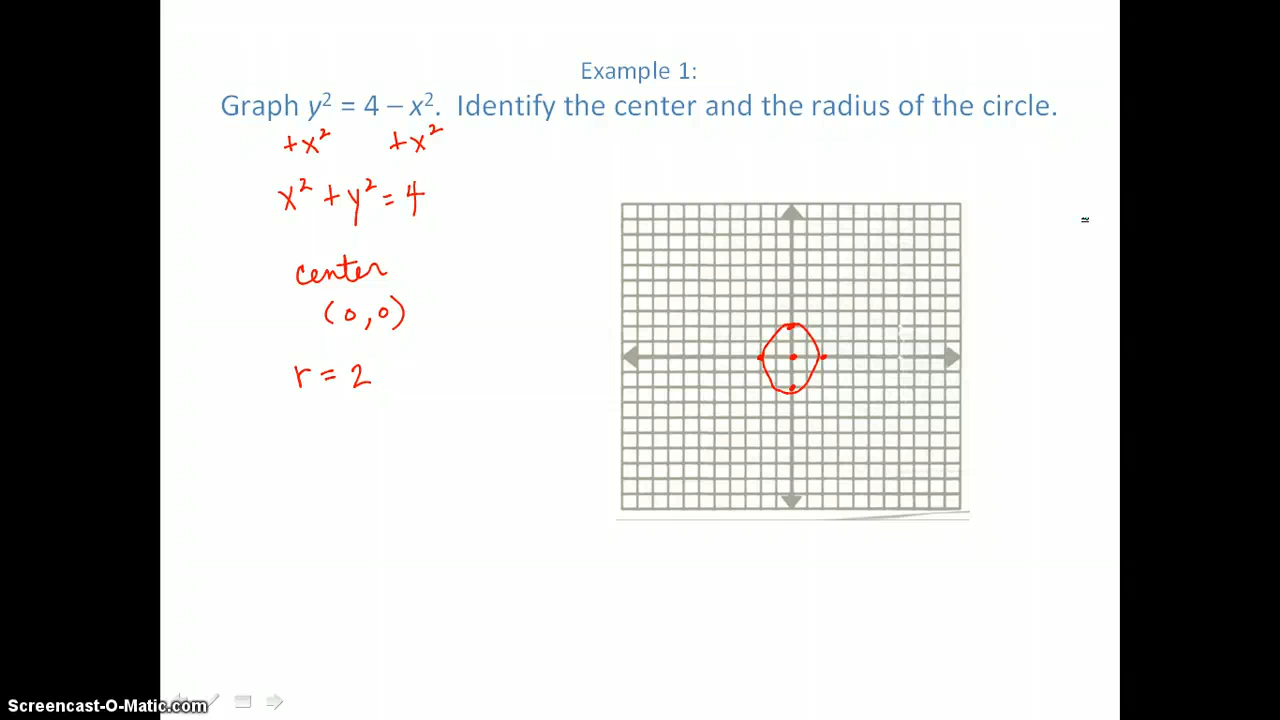 Example 1:
Graph y² = 4 – x². Identify the center and the radius of the circle.
+x² +x²
x² + y² = 4
center
(0,0)
r = 2
Screencast-O-Matic.com